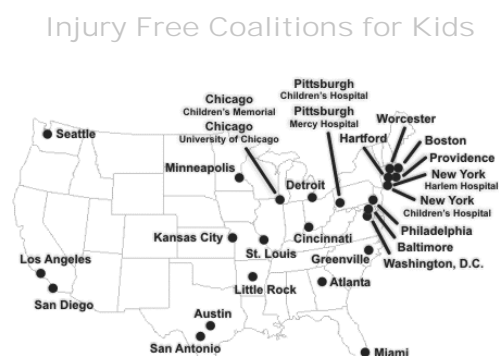 Injury Free Coalitions for Kids
Pittsburgh
Children's Hospital
Chicago
Children's Memorial
Pittsburgh
Mercy Hospital
Chicago
University of Chicago
Worcester
Seattle
Hartford
Boston
Providence
Minneapolis
New York
Harlem Hospital
Detroit
New York
Children's Hospital
Philadelphia
Kansas City
Cincinnati
Baltimore
St. Louis
Greenville
Washington, D.C.
Los Angeles
Little Rock
Atlanta
San Diego
Austin
San Antonio
Miami